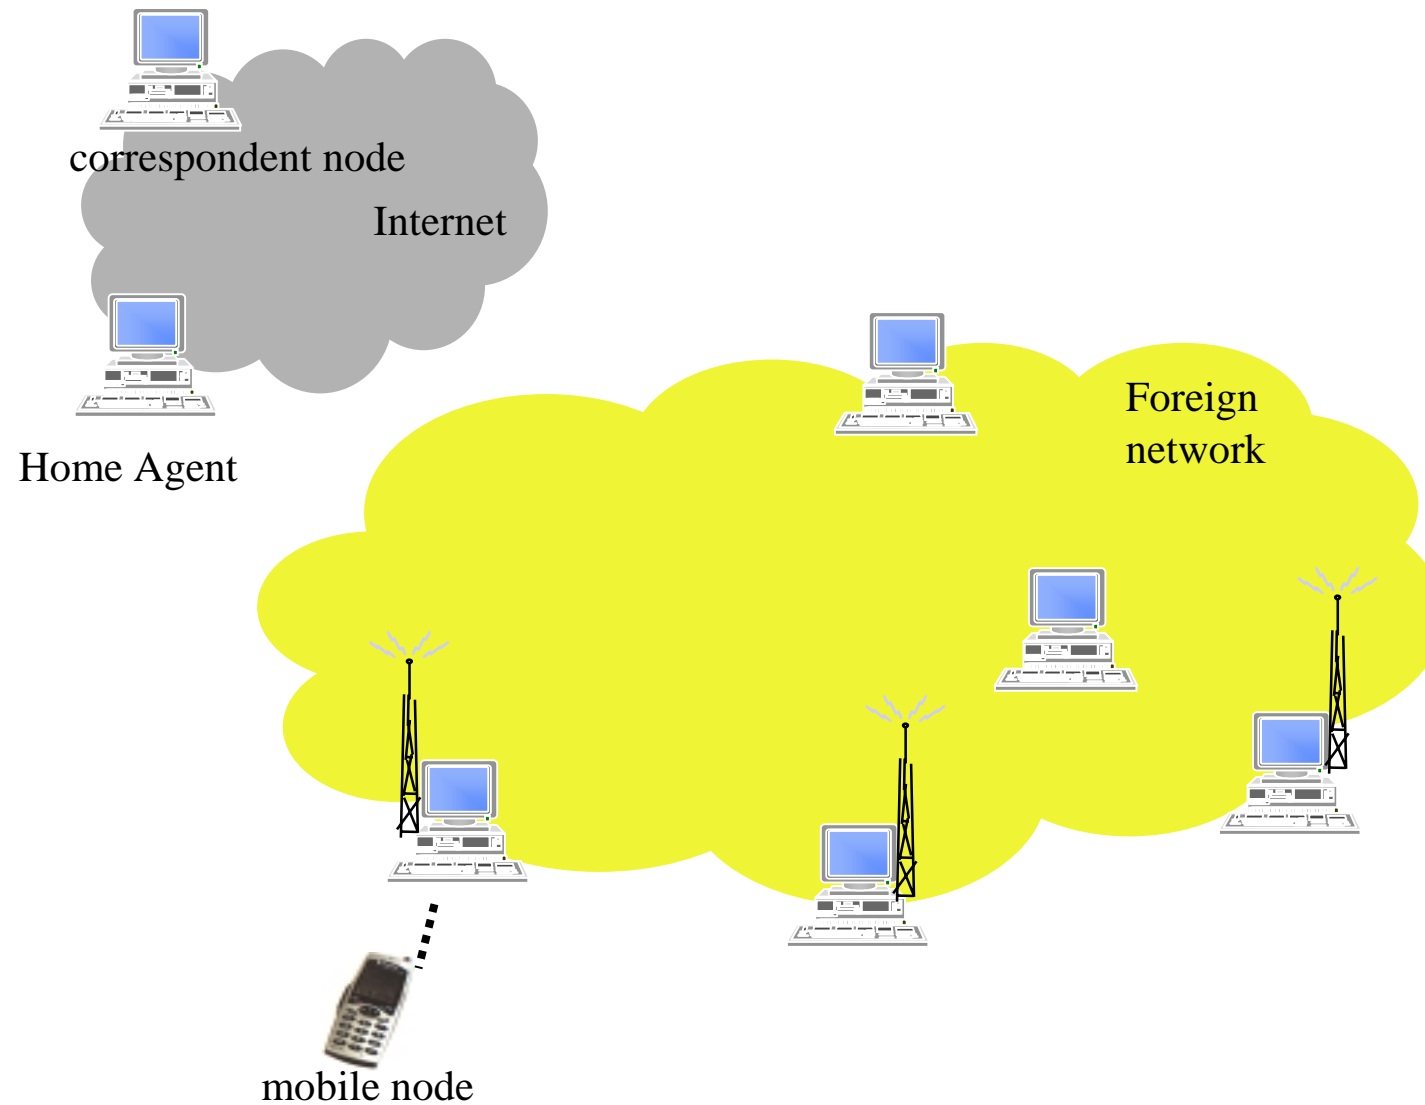 correspondent node
Internet
Foreign
network
Home Agent
mobile node